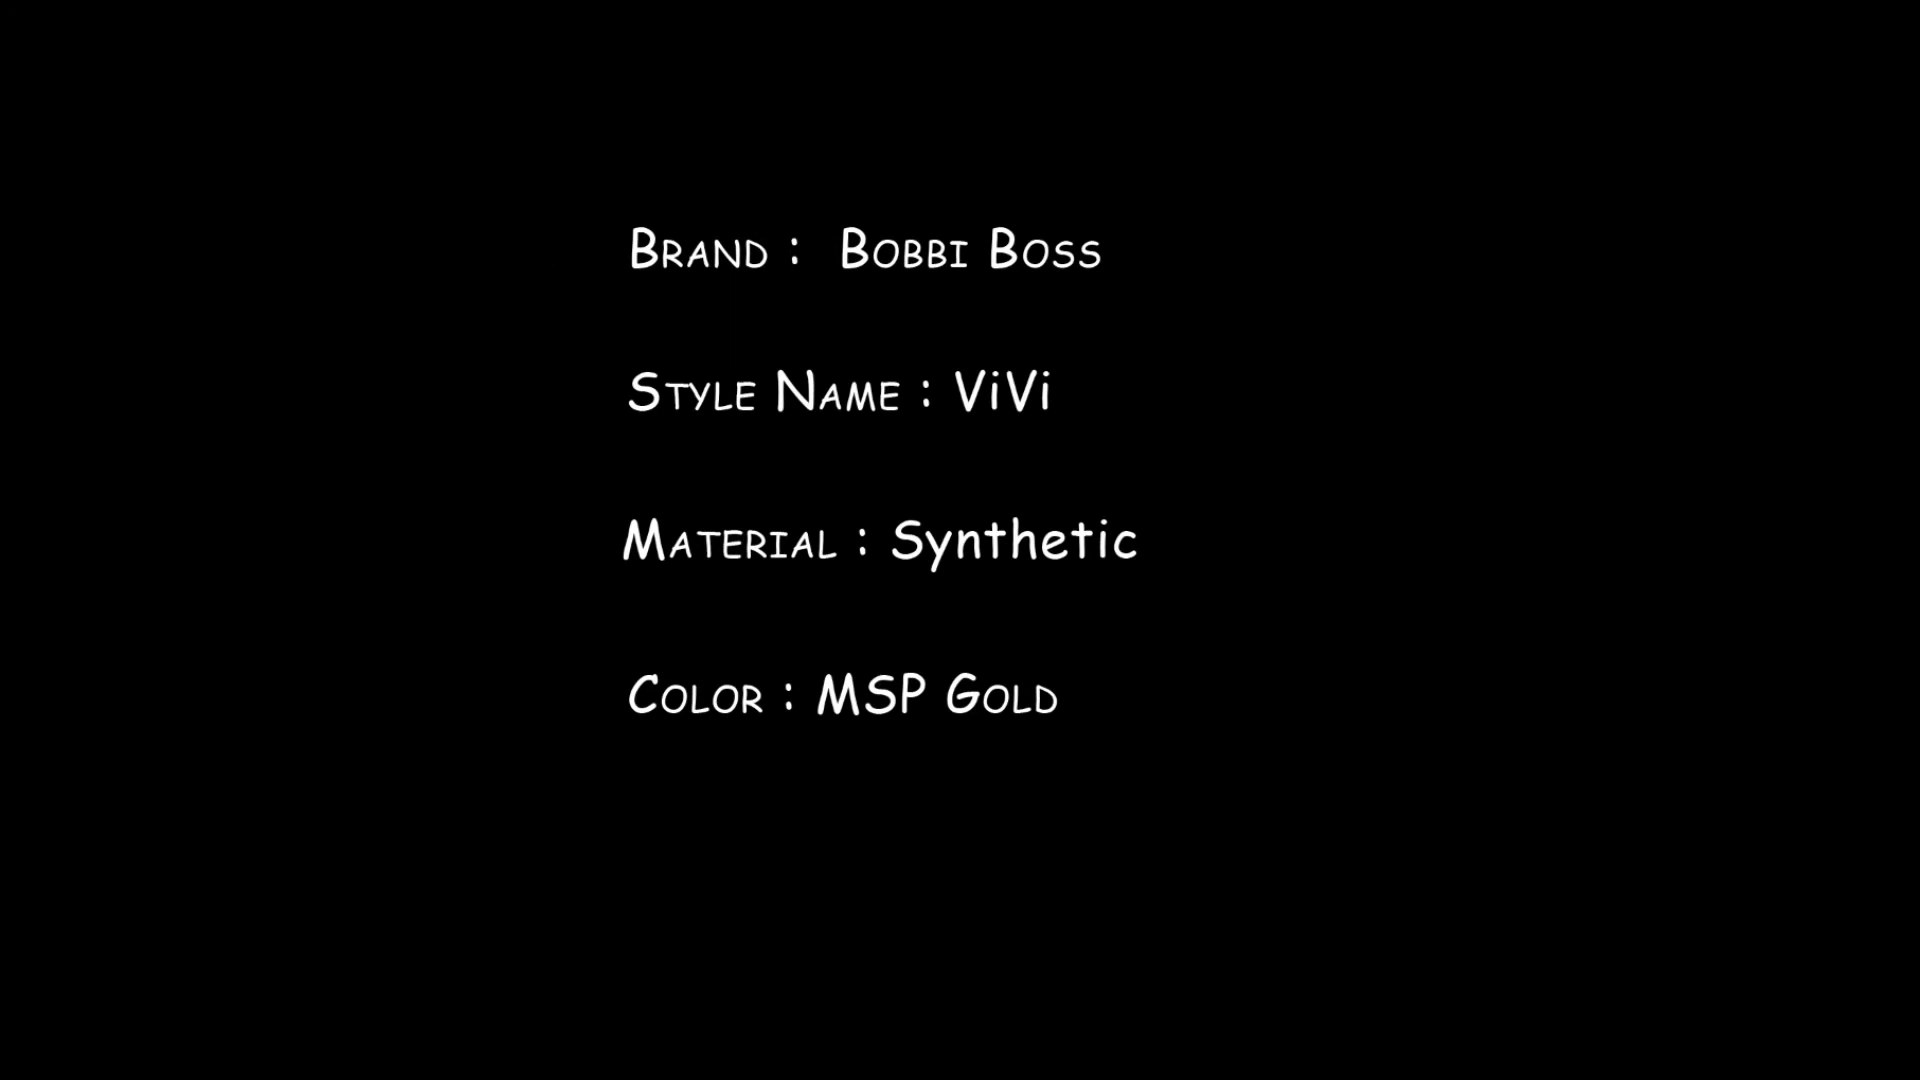 Brand :  Bobbi Boss
Style Name : ViVi
Material : Synthetic
Color : MSP Gold